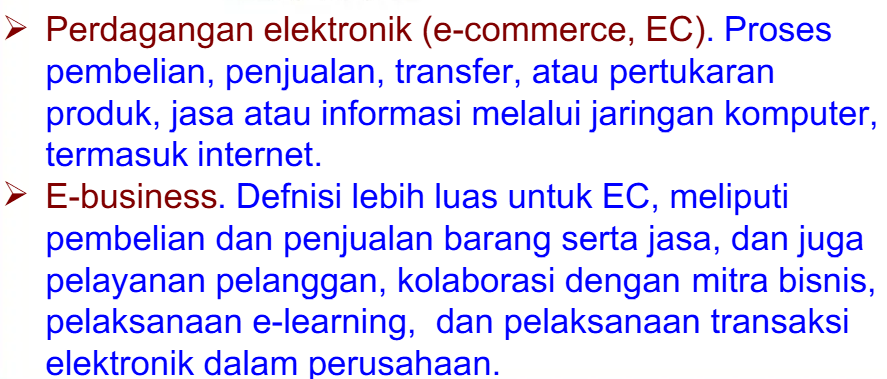 ➢ Perdagangan elektronik (e-commerce, EC). Proses
pembelian, penjualan, transfer, atau pertukaran
produk, jasa atau informasi melalui jaringan komputer,
termasuk internet.
➢ E-business. Defnisi lebih luas untuk EC, meliputi
pembelian dan penjualan barang serta jasa, dan juga
pelayanan pelanggan, kolaborasi dengan mitra bisnis,
pelaksanaan e-learning,  dan pelaksanaan transaksi
elektronik dalam perusahaan.